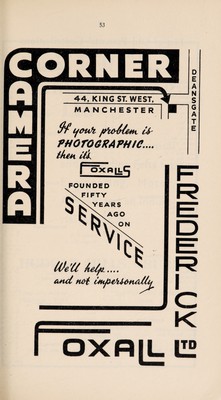 53
CORNER
CAMERA
44, KING ST. WEST,
MANCHESTER
DEANSGATE
If your problem is
PHOTOGRAPHIC....
then it's
FOXALLS
FOUNDED
FIFTY
YEARS
AGO
ON
SERVICE
We'll help....
and not impersonally
FREDERICK
FOXALL LTD